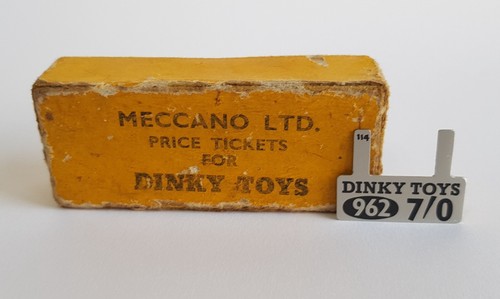 MECCANO LTD.
PRICE TICKETS
FOR
DINKY TOYS
114
DINKY TOYS
962 7/0